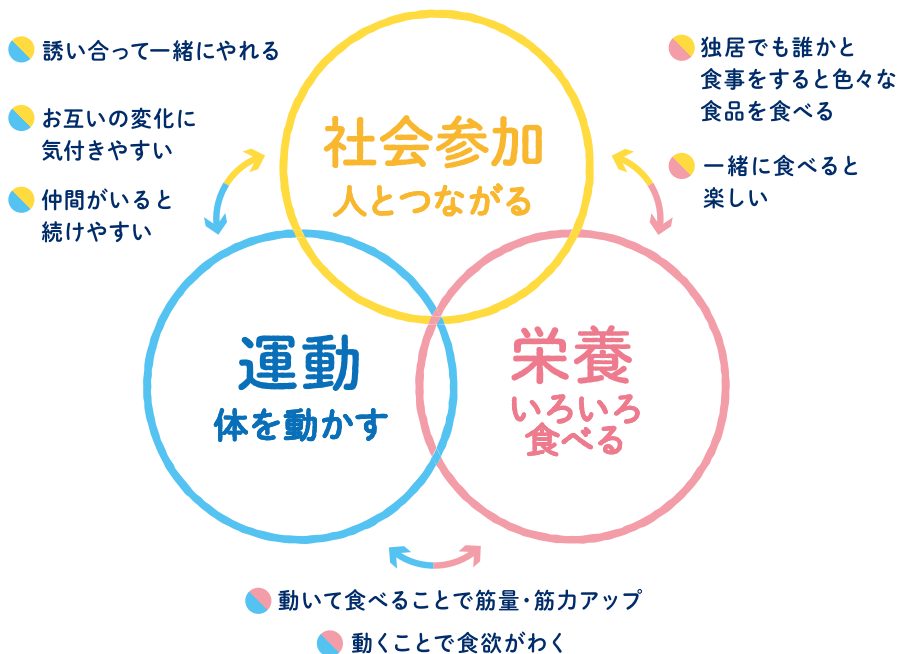 誘い合って一緒にやれる
お互いの変化に
気付きやすい
仲間がいると
続けやすい
独居でも誰かと
食事をすると色々な
食品を食べる
一緒に食べると
楽しい
社会参加
人とつながる
運動
体を動かす
栄養
いろいろ
食べる
動いて食べることで筋量・筋力アップ
動くことで食欲がわく